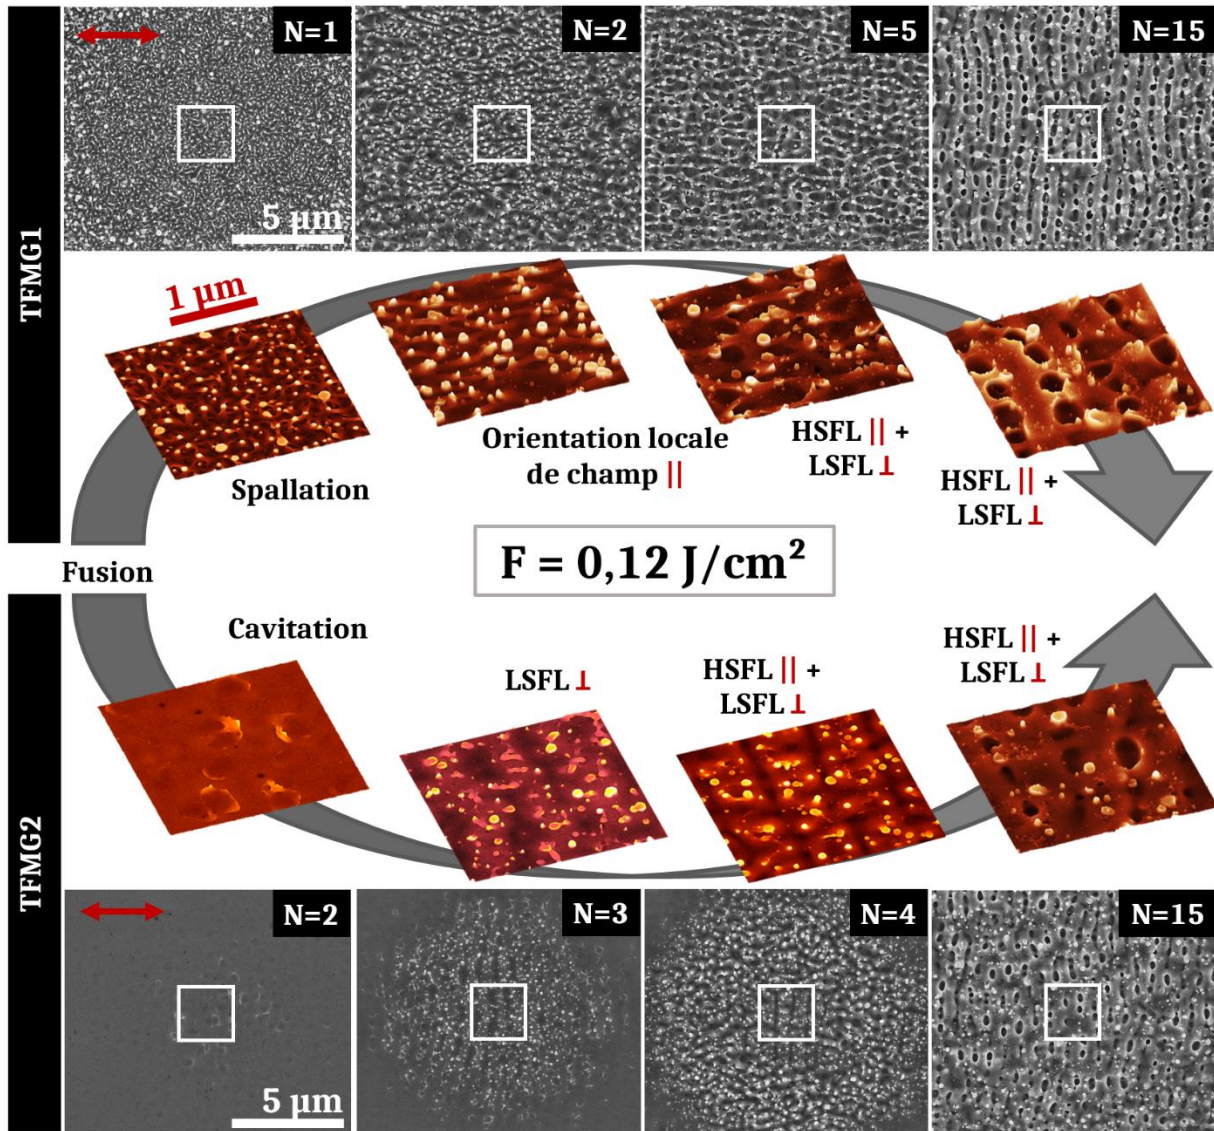 TFMG1
N=1
N=2
N=5
N=15
5 µm
1 µm
Spallation
Orientation locale
de champ ||
HSFL || +
LSFL ⊥
HSFL || +
LSFL ⊥
Fusion
F = 0,12 J/cm²
TFMG2
Cavitation
LSFL ⊥
HSFL || +
LSFL ⊥
HSFL || +
LSFL ⊥
N=2
N=3
N=4
N=15
5 µm